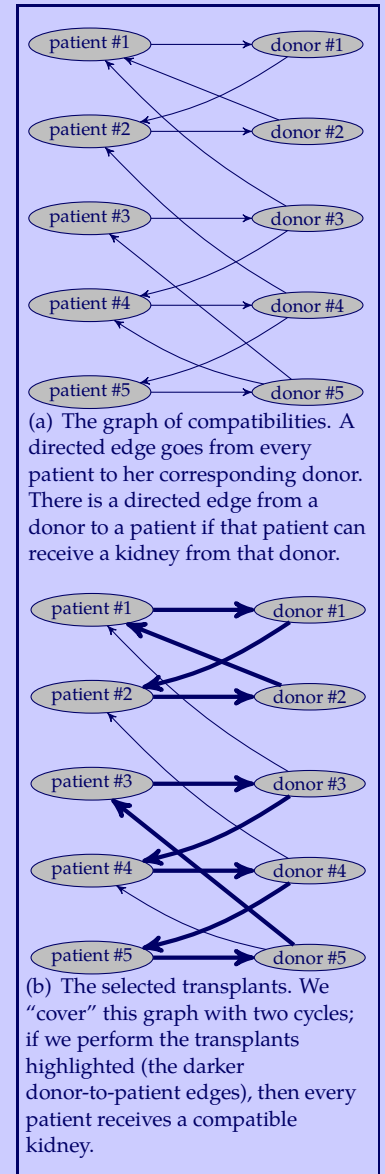 patient #1 donor #1
patient #2 donor #2
patient #3 donor #3
patient #4 donor #4
patient #5 donor #5
(a) The graph of compatibilities. A
directed edge goes from every
patient to her corresponding donor.
There is a directed edge from a
donor to a patient if that patient can
receive a kidney from that donor.
patient #1 donor #1
patient #2 donor #2
patient #3 donor #3
patient #4 donor #4
patient #5 donor #5
(b) The selected transplants. We
“cover” this graph with two cycles;
if we perform the transplants
highlighted (the darker
donor-to-patient edges), then every
patient receives a compatible
kidney.